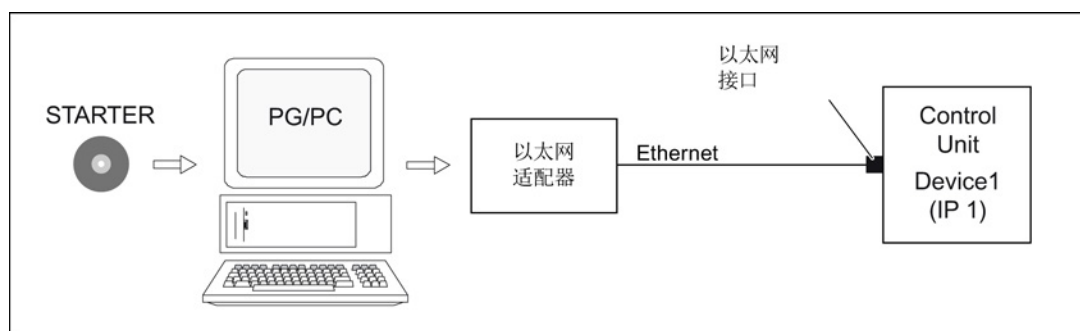 STARTER
PG/PC
以太网
适配器
Ethernet
以太网
接口
Control
Unit
Device1
(IP 1)